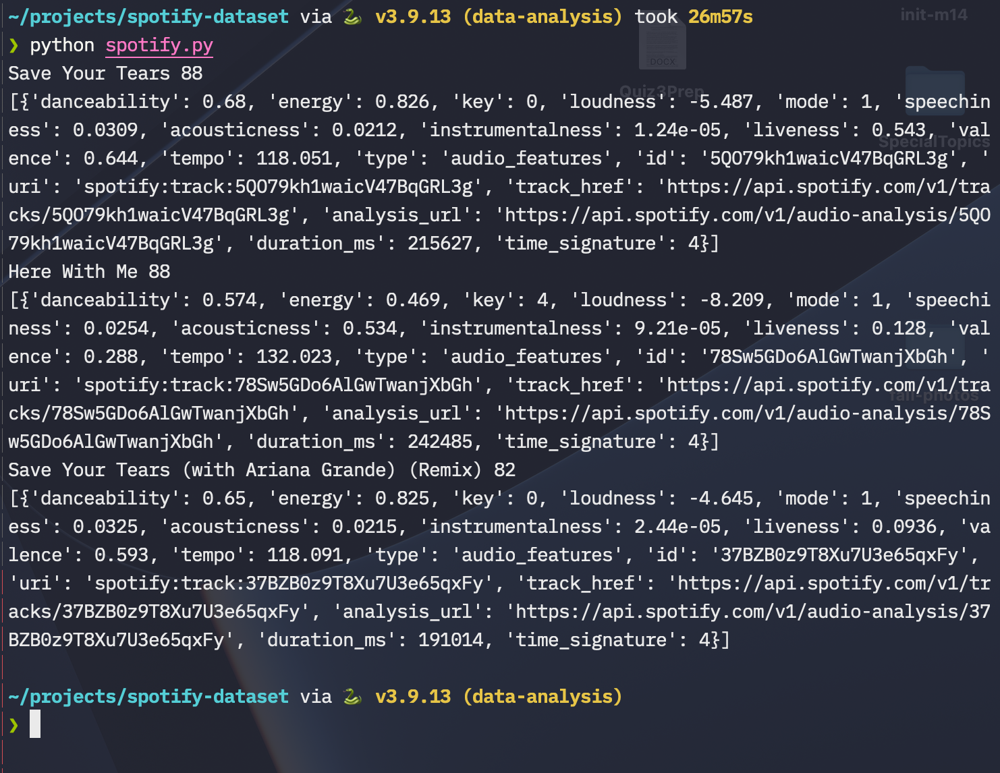 ~/projects/spotify-dataset via 🐍 v3.9.13 (data-analysis) took 26m57s
❯ python spotify.py
Save Your Tears 88
[{'danceability': 0.68, 'energy': 0.826, 'key': 0, 'loudness': -5.487, 'mode': 1, 'speechin
ess': 0.0309, 'acousticness': 0.0212, 'instrumentalness': 1.24e-05, 'liveness': 0.543, 'val
ence': 0.644, 'tempo': 118.051, 'type': 'audio_features', 'id': '5QO79kh1waicV47BqGRL3g', '
uri': 'spotify:track:5QO79kh1waicV47BqGRL3g', 'track_href': 'https://api.spotify.com/v1/tra
cks/5QO79kh1waicV47BqGRL3g', 'analysis_url': 'https://api.spotify.com/v1/audio-analysis/5QO
79kh1waicV47BqGRL3g', 'duration_ms': 215627, 'time_signature': 4}]
Here With Me 88
[{'danceability': 0.574, 'energy': 0.469, 'key': 4, 'loudness': -8.209, 'mode': 1, 'speechi
ness': 0.0254, 'acousticness': 0.534, 'instrumentalness': 9.21e-05, 'liveness': 0.128, 'val
ence': 0.288, 'tempo': 132.023, 'type': 'audio_features', 'id': '78Sw5GDo6AlGwTwanjXbGh', '
uri': 'spotify:track:78Sw5GDo6AlGwTwanjXbGh', 'track_href': 'https://api.spotify.com/v1/tra
cks/78Sw5GDo6AlGwTwanjXbGh', 'analysis_url': 'https://api.spotify.com/v1/audio-analysis/78S
w5GDo6AlGwTwanjXbGh', 'duration_ms': 242485, 'time_signature': 4}]
Save Your Tears (with Ariana Grande) (Remix) 82
[{'danceability': 0.65, 'energy': 0.825, 'key': 0, 'loudness': -4.645, 'mode': 1, 'speechin
ess': 0.0325, 'acousticness': 0.0215, 'instrumentalness': 2.44e-05, 'liveness': 0.0936, 'va
lence': 0.593, 'tempo': 118.091, 'type': 'audio_features', 'id': '37BZB0z9T8Xu7U3e65qxFy',
'uri': 'spotify:track:37BZB0z9T8Xu7U3e65qxFy', 'track_href': 'https://api.spotify.com/v1/tr
acks/37BZB0z9T8Xu7U3e65qxFy', 'analysis_url': 'https://api.spotify.com/v1/audio-analysis/37
BZB0z9T8Xu7U3e65qxFy', 'duration_ms': 191014, 'time_signature': 4}]
~/projects/spotify-dataset via 🐍 v3.9.13 (data-analysis)
❯
init-m14
DOCX
Quiz3Prep
SpecialTopics
fall-photos